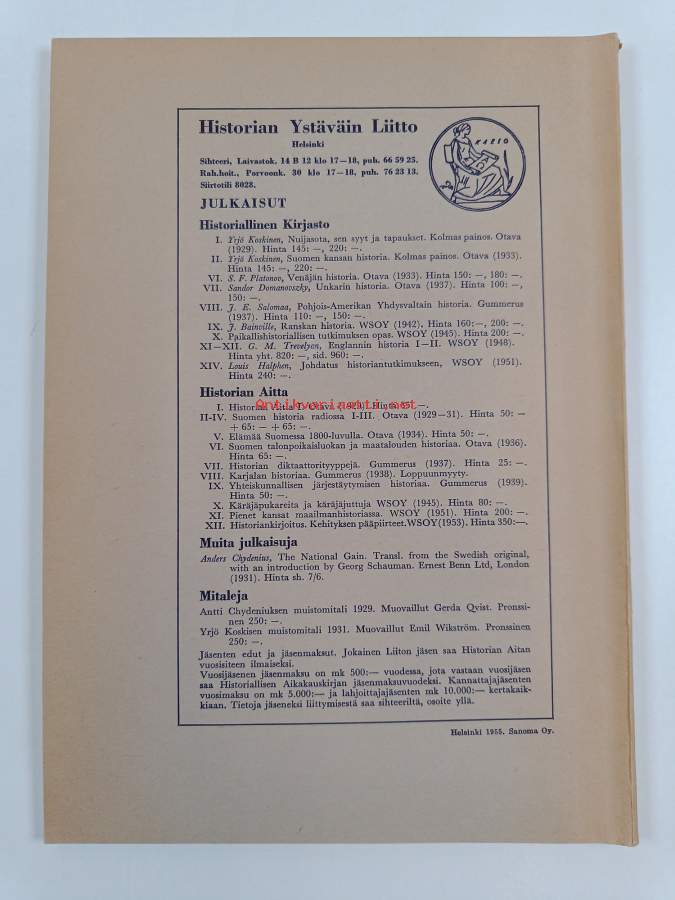 Historian Ystäväin Liitto
Helsinki
Sihteeri, Laivastok. 14 B 12 klo 17—18, puh. 66 59 25.
Rah.hoit., Porvoonk. 30 klo 17—18, puh. 76 23 13.
Siirtotili 8028.
KLIO
JULKAISUT
Historiallinen Kirjasto
I. Yrjö Koskinen, Nuijasota, sen syyt ja tapaukset. Kolmas painos. Otava
(1929). Hinta 145: —, 220: —.
II. Yrjö Koskinen, Suomen kansan historia. Kolmas painos. Otava (1933).
Hinta 145: —, 220: —.
VI. S. F. Platonov, Venäjän historia. Otava (1933). Hinta 150: —, 180: —.
VII. Sandor Domanovszky, Unkarin historia. Otava (1937). Hinta 100: —,
150: —.
VIII. J. E. Salomaa, Pohjois-Amerikan Yhdysvaltain historia. Gummerus
(1937). Hinta 110: —, 150: —.
IX. J. Bainville, Ranskan historia. WSOY (1942), Hinta 160:—, 200: —.
X. Paikallishistoriallisen tutkimuksen opas. WSOY (1945). Hinta 200: —.
XI—XII. G. M. Trevelyen, Englannin historia I—II. WSOY (1948).
Hinta yht. 820: —, sid. 960: —.
XIV. Louis Halphen, Johdatus historiantutkimukseen, WSOY (1951).
Hinta 240: —.
Historian Aitta
I. Historian Aitta I. Otava Hinta
Antikvariaatti.net
II-IV. Suomen historia radiossa I-III. Otava (1929—31). Hinta 50: —
+ 65: — + 65: —.
V. Elämää Suomessa 1800-luvulla. Otava (1934). Hinta 50: —.
VI. Suomen talonpoikaisluokan ja maatalouden historiaa. Otava (1936).
Hinta 65: —.
VII. Historian diktaattorityyppejä. Gummerus (1937). Hinta 25: —.
VIII. Karjalan historiaa. Gummerus (1938). Loppuunmyyty.
IX. Yhteiskunnallisen järjestäytymisen historiaa. Gummerus (1939).
Hinta 50: —.
X. Käräjäpukareita ja käräjäjuttuja WSOY (1945). Hinta 80: —.
XI. Pienet kansat maailmanhistoriassa. WSOY (1951). Hinta 200: —.
XII. Historiankirjoitus. Kehityksen pääpiirteet.WSOY(1953). Hinta 350:—.
Muita julkaisuja
Anders Chydenius, The National Gain. Transl. from the Swedish original,
with an introduction by Georg Schauman. Ernest Benn Ltd, London
(1931). Hinta sh. 7/6.
Mitaleja
Antti Chydeniuksen muistomitali 1929. Muovaillut Gerda Qvist. Pronssi-
nen 250: —.
Yrjö Koskisen muistomitali 1931. Muovaillut Emil Wikström. Pronssinen
250: —.
Jäsenten edut ja jäsenmaksut. Jokainen Liiton jäsen saa Historian Aitan
vuosisiteen ilmaiseksi.
Vuosijäsenen jäsenmaksu on mk 500:— vuodessa, jota vastaan vuosijäsen
saa Historiallisen Aikakauskirjan jäsenmaksuvuodeksi. Kannattajajäsenten
vuosimaksu on mk 5.000:— ja lahjoittajajäsenten mk 10.000:— kertakaik-
kiaan. Tietoja jäseneksi liittymisestä saa sihteeriltä, osoite yllä.
Helsinki 1955. Sanoma Oy.